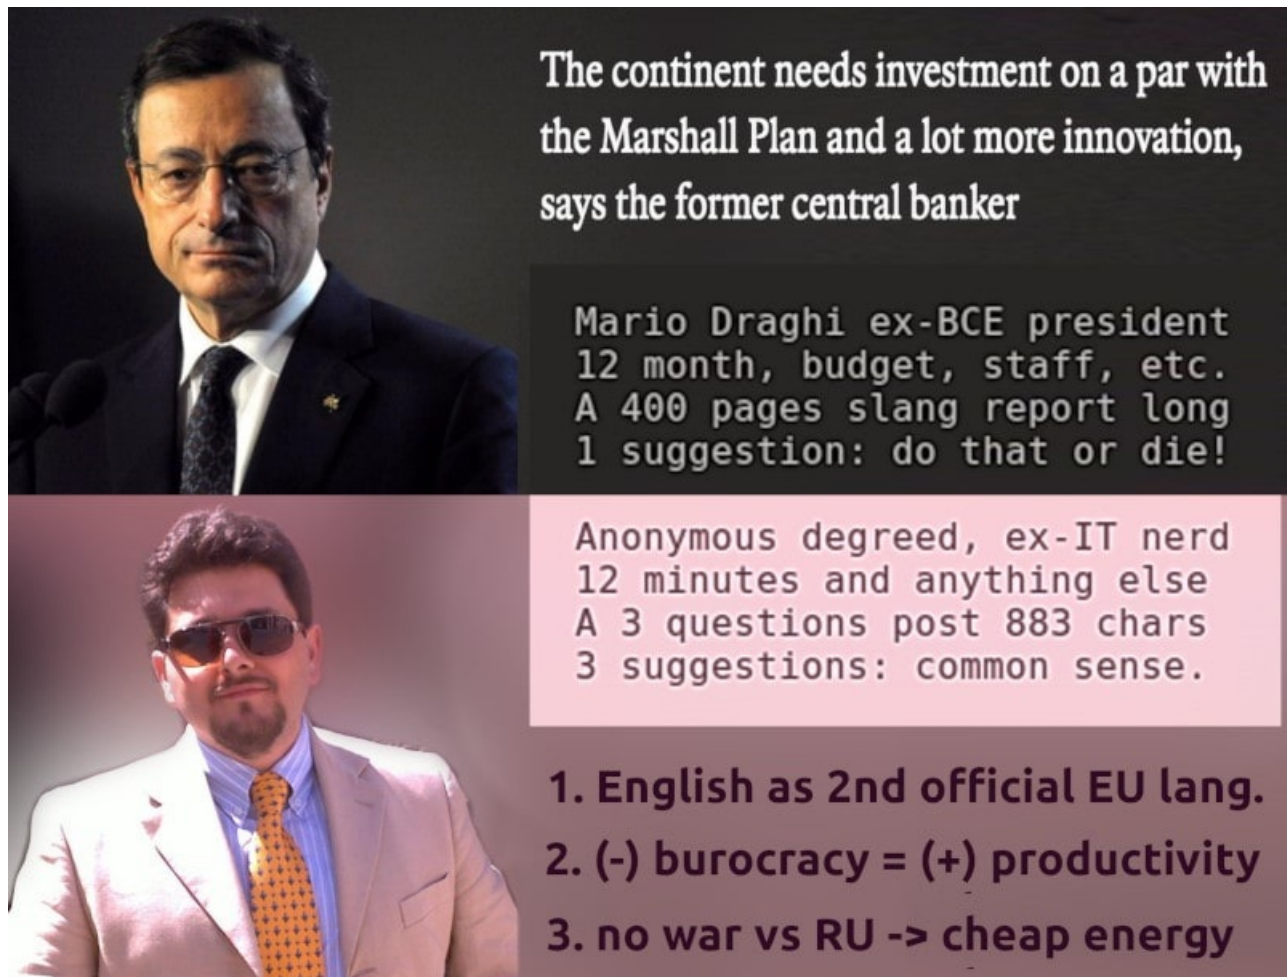 The continent needs investment on a par with
the Marshall Plan and a lot more innovation,
says the former central banker
Mario Draghi ex-BCE president
12 month, budget, staff, etc.
A 400 pages slang report long
1 suggestion: do that or die!
Anonymous degreed, ex-IT nerd
12 minutes and anything else
A 3 questions post 883 chars
3 suggestions: common sense.
1. English as 2nd official EU lang.
2. (-) burocracy = (+) productivity
3. no war vs RU -> cheap energy